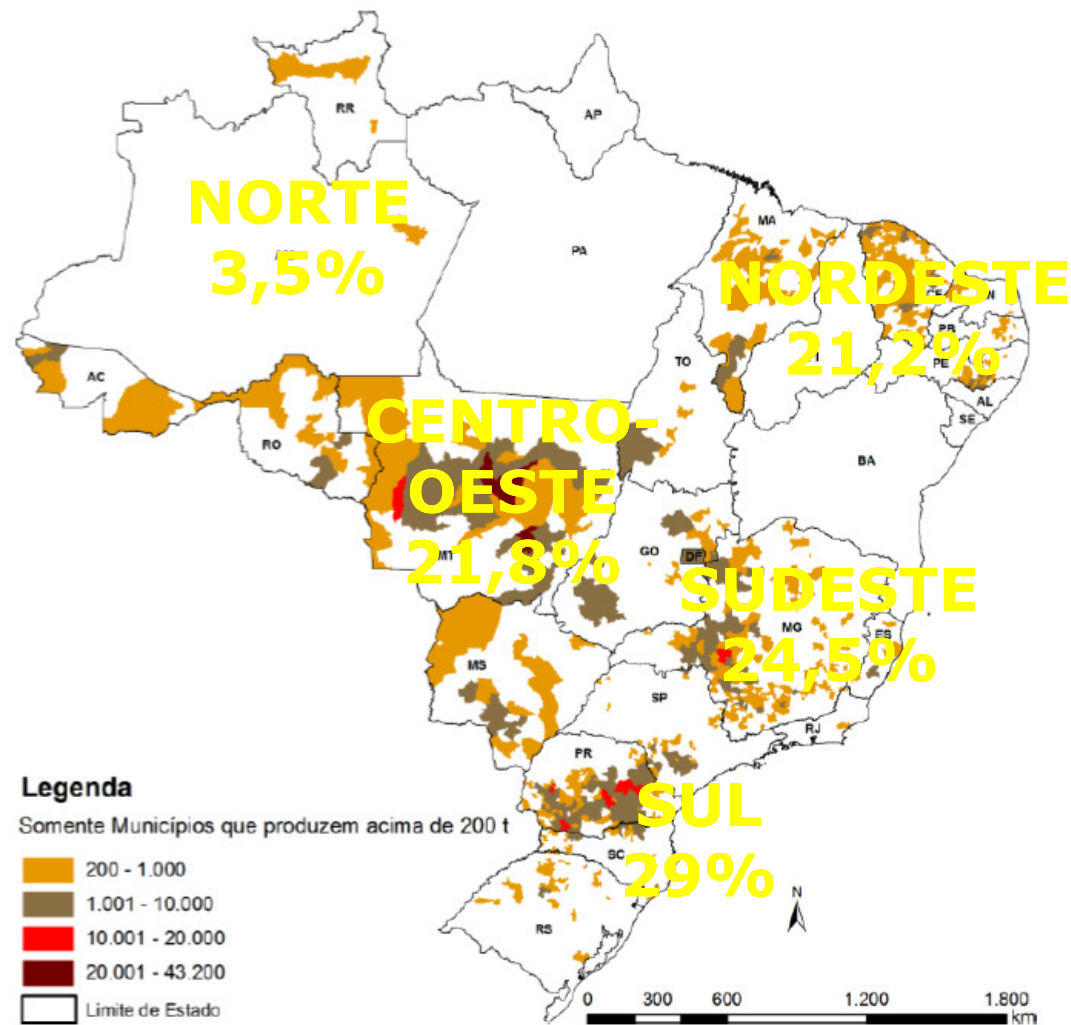 RR
AP
NORTE
3,5%
MA
PA
NORDESTE
21,2%
PB
PE
TO
AC
AL
SE
CENTRO-
OESTE
21,8%
RO
BA
MT
GO
DF
SUDESTE
24,5%
MG
ES
MS
SP
RJ
PR
SUL
29%
SC
RS
Legenda
Somente Municípios que produzem acima de 200 t
200 - 1.000
1.001 - 10.000
10.001 - 20.000
20.001 - 43.200
Limite de Estado
N
0 300 600 1.200 1.800
km